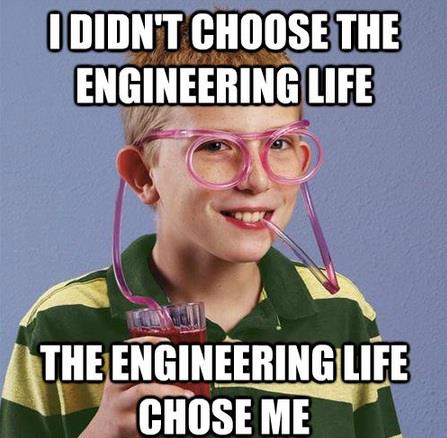 I DIDN'T CHOOSE THE
ENGINEERING LIFE
THE ENGINEERING LIFE
CHOSE ME